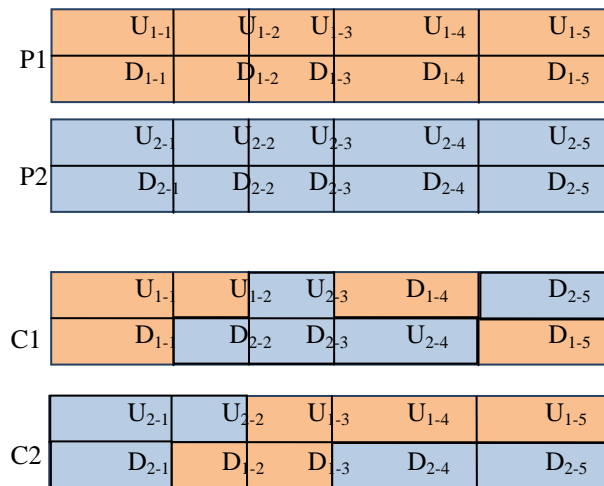 U1-1 U1-2 U1-3 U1-4 U1-5
P1
D1-1 D1-2 D1-3 D1-4 D1-5
U2-1 U2-2 U2-3 U2-4 U2-5
P2
D2-1 D2-2 D2-3 D2-4 D2-5
U1-1 U1-2 U2-3 D1-4 D2-5
C1
D1-1 D2-2 D2-3 U2-4 D1-5
U2-1 U2-2 U1-3 U1-4 U1-5
C2
D2-1 D1-2 D1-3 D2-4 D2-5